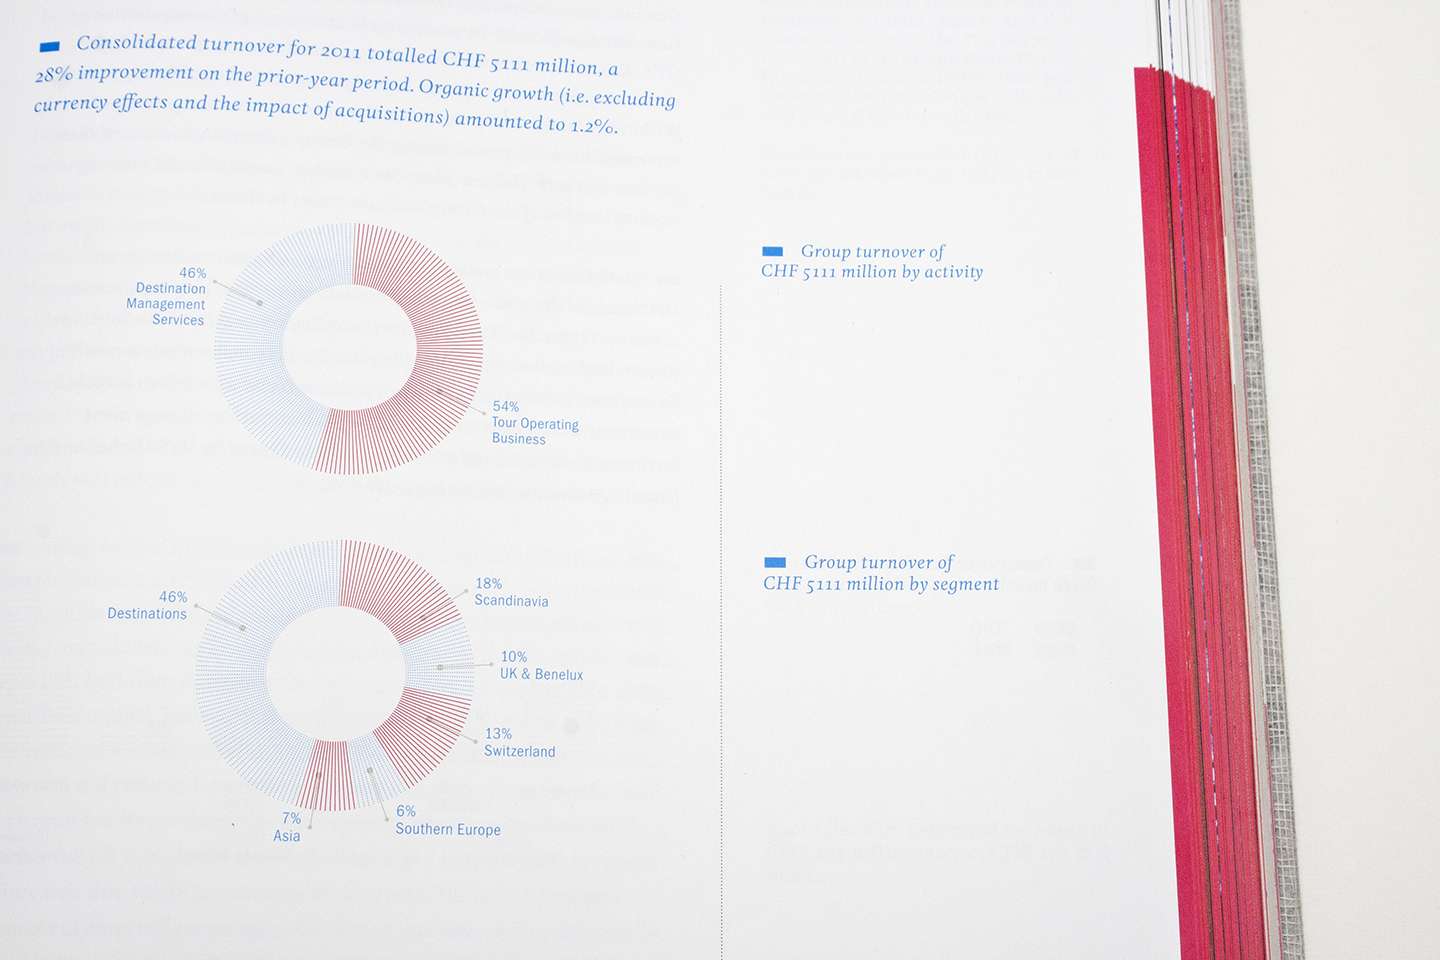 Consolidated turnover for 2011 totalled CHF 5111 million, a
28% improvement on the prior-year period. Organic growth (i.e. excluding
currency effects and the impact of acquisitions) amounted to 1.2%.
46%
Destination
Management
Services
54%
Tour Operating
Business
Group turnover of
CHF 5111 million by activity
46%
Destinations
18%
Scandinavia
10%
UK & Benelux
13%
Switzerland
6%
Southern Europe
7%
Asia
Group turnover of
CHF 5111 million by segment